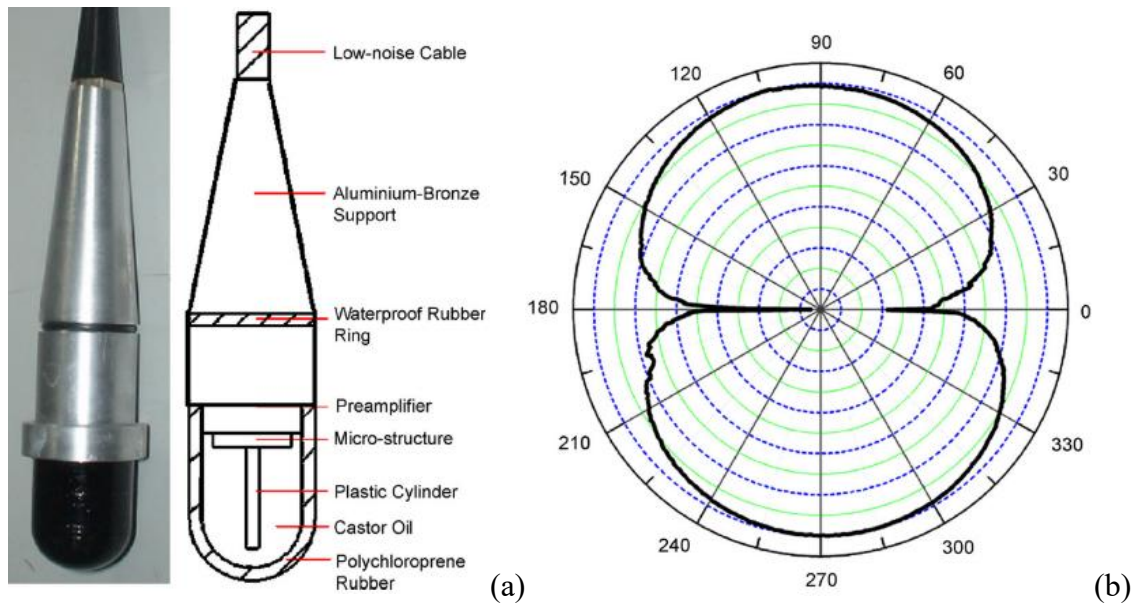 Low-noise Cable
Aluminium-Bronze
Support
Waterproof Rubber
Ring
Preamplifier
Micro-structure
Plastic Cylinder
Castor Oil
Polychloroprene
Rubber
(a)
90
120
60
150
30
180
0
210
330
240
300
270
(b)